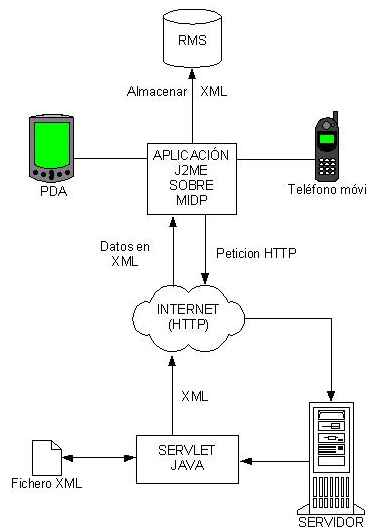 RMS
Almacenar XML
APLICACIÓN
J2ME
SOBRE
MIDP
PDA
Teléfono móvi
Datos en
XML
Peticion HTTP
INTERNET
(HTTP)
XML
SERVLET
JAVA
Fichero XML
SERVIDOR